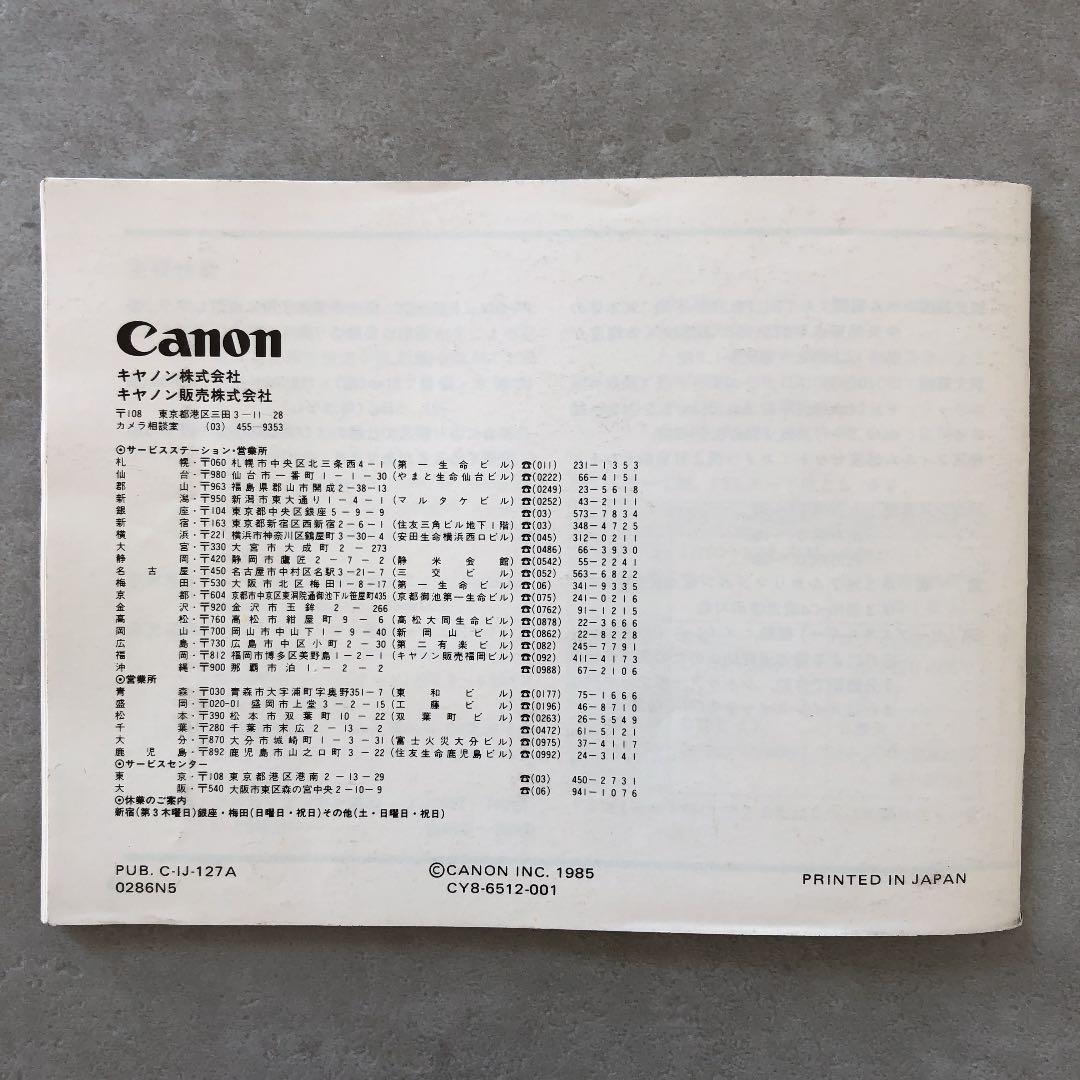 Canon
キヤノン株式会社
キヤノン販売株式会社
〒108 東京都港区三田3－11－28
カメラ相談室 (03) 455－9353
◎サービスステーション・営業所
札幌・〒060 札幌市中央区北三条西4－1(第一生命ビル) ☎(011) 231－1353
仙台・〒980 仙台市一番町1－1－30(やまと生命仙台ビル) ☎(0222) 66－4151
郡山・〒963 福島県郡山市開成2－38－13 ☎(0249) 23－5618
新潟・〒950 新潟市東大通り1－4－1(マルタケビル) ☎(0252) 43－2111
銀座・〒104 東京都中央区銀座5－9－9 ☎(03) 573－7834
新宿・〒163 東京都新宿区西新宿2－6－1(住友三角ビル地下1階) ☎(03) 348－4725
横浜・〒221 横浜市神奈川区鶴屋町3－30－4(安田生命横浜西口ビル) ☎(045) 312－0211
大宮・〒330 大宮市大成町2－273 ☎(0486) 66－3930
静岡・〒420 静岡市鷹匠2－7－2(静米会館) ☎(0542) 55－2241
名古屋・〒450 名古屋市中村区名駅3－21－7(三交ビル) ☎(052) 563－6822
梅田・〒530 大阪市北区梅田1－8－17(第一生命ビル) ☎(06) 341－9335
京都・〒604 京都市中京区東洞院通御池下ル笹屋町435(京都御池第一生命ビル) ☎(075) 241－0216
金沢・〒920 金沢市玉鉾2－266 ☎(0762) 91－1215
高松・〒760 高松市紺屋町9－6(高松大同生命ビル) ☎(0878) 22－3666
岡山・〒700 岡山市中山下1－9－40(新岡山ビル) ☎(0862) 22－8228
広島・〒730 広島市中区小町2－30(第二有楽ビル) ☎(082) 245－7791
福岡・〒812 福岡市博多区美野島1－2－1(キヤノン販売福岡ビル) ☎(092) 411－4173
沖縄・〒900 那覇市泊1－2－2 ☎(0988) 67－2106
◎営業所
青森・〒030 青森市大字浦町字奥野351－7(東和ビル) ☎(0177) 75－1666
盛岡・〒020-01 盛岡市上堂3－2－15(工藤ビル) ☎(0196) 46－8710
松本・〒390 松本市双葉町10－22(双葉町ビル) ☎(0263) 26－5549
千葉・〒280 千葉市末広2－13－2 ☎(0472) 61－5121
大分・〒870 大分市城崎町1－3－31(富士火災大分ビル) ☎(0975) 37－4117
鹿児島・〒892 鹿児島市山之口町3－22(住友生命鹿児島ビル) ☎(0992) 24－3141
◎サービスセンター
東京・〒108 東京都港区港南2－13－29 ☎(03) 450－2731
大阪・〒540 大阪市東区森の宮中央2－10－9 ☎(06) 941－1076
◎休業のご案内
新宿(第3木曜日)銀座・梅田(日曜日・祝日)その他(土・日曜日・祝日)
PUB. C-IJ-127A
0286N5
©CANON INC. 1985
CY8-6512-001
PRINTED IN JAPAN